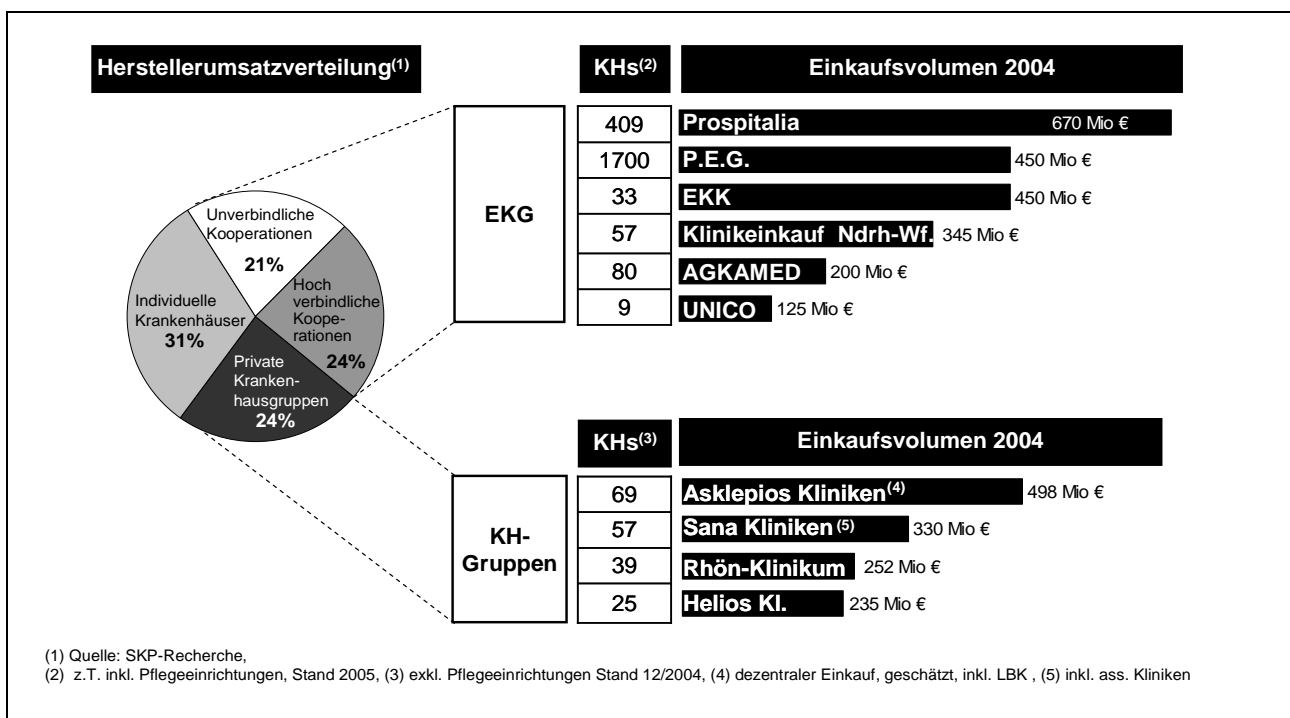 Herstellerumsatzverteilung(1)
KHs(2)
Einkaufsvolumen 2004
Unverbindliche
Kooperationen
21%
Hoch
verbindliche
Koope-
rationen
24%
Individuelle
Krankenhäuser
31%
Private
Kranken-
hausgruppen
24%
EKG
409 Prospitalia 670 Mio €
1700 P.E.G. 450 Mio €
33 EKK 450 Mio €
57 Klinikeinkauf Ndrh-Wf. 345 Mio €
80 AGKAMED 200 Mio €
9 UNICO 125 Mio €
KHs(3)
Einkaufsvolumen 2004
KH-
Gruppen
69 Asklepios Kliniken(4) 498 Mio €
57 Sana Kliniken (5) 330 Mio €
39 Rhön-Klinikum 252 Mio €
25 Helios Kl. 235 Mio €
(1) Quelle: SKP-Recherche,
(2) z.T. inkl. Pflegeeinrichtungen, Stand 2005, (3) exkl. Pflegeeinrichtungen Stand 12/2004, (4) dezentraler Einkauf, geschätzt, inkl. LBK , (5) inkl. ass. Kliniken